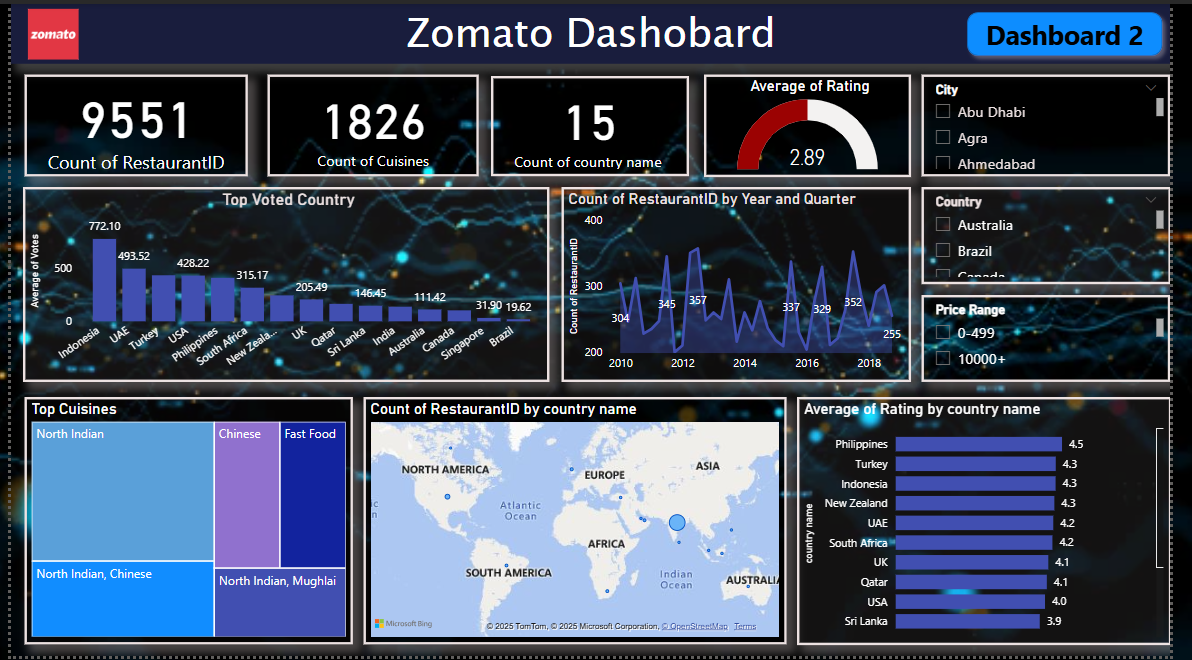 zomato
Zomato Dashobard
Dashboard 2
9551
Count of RestaurantID
1826
Count of Cuisines
15
Count of country name
Average of Rating
2.89
City
Abu Dhabi
Agra
Ahmedabad
Top Voted Country
Average of Votes
500
0
772.10
493.52
428.22
315.17
205.49
146.45
111.42
31.90
19.62
Indonesia
UAE
Turkey
USA
Philippines
South Africa
New Zeala...
UK
Qatar
Sri Lanka
India
Australia
Canada
Singapore
Brazil
Count of RestaurantID by Year and Quarter
Count of RestaurantID
400
300
200
304
345
357
337
329
352
255
2010
2012
2014
2016
2018
Country
Australia
Brazil
Canada
Price Range
0-499
10000+
Top Cuisines
North Indian
Chinese
Fast Food
North Indian, Chinese
North Indian, Mughlai
Count of RestaurantID by country name
NORTH AMERICA
EUROPE
ASIA
Atlantic
Ocean
AFRICA
SOUTH AMERICA
Indian
Ocean
AUSTRALIA
Microsoft Bing
© 2025 TomTom, © 2025 Microsoft Corporation, © OpenStreetMap Terms
Average of Rating by country name
country name
Philippines 4.5
Turkey 4.3
Indonesia 4.3
New Zealand 4.3
UAE 4.2
South Africa 4.2
UK 4.1
Qatar 4.1
USA 4.0
Sri Lanka 3.9